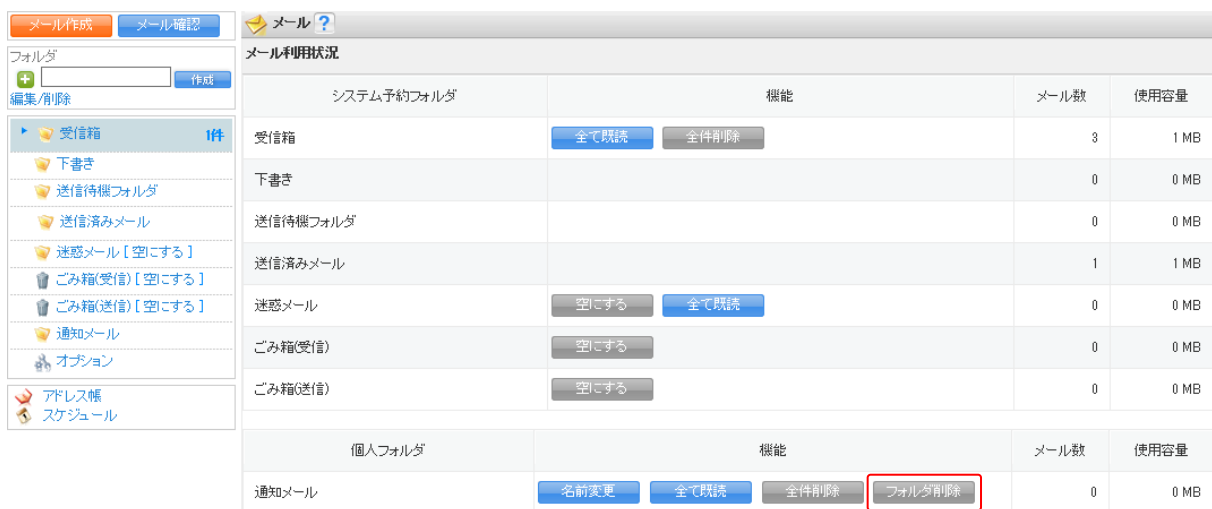 メール作成 メール確認
フォルダ
作成
編集/削除
受信箱 1件
下書き
送信待機フォルダ
送信済みメール
迷惑メール [ 空にする ]
ごみ箱(受信) [ 空にする ]
ごみ箱(送信) [ 空にする ]
通知メール
オプション
アドレス帳
スケジュール
メール ?
メール利用状況
システム予約フォルダ 機能 メール数 使用容量
受信箱 全て既読 全件削除 3 1 MB
下書き 0 0 MB
送信待機フォルダ 0 0 MB
送信済みメール 1 1 MB
迷惑メール 空にする 全て既読 0 0 MB
ごみ箱(受信) 空にする 0 0 MB
ごみ箱(送信) 空にする 0 0 MB
個人フォルダ 機能 メール数 使用容量
通知メール 名前変更 全て既読 全件削除 フォルダ削除 0 0 MB